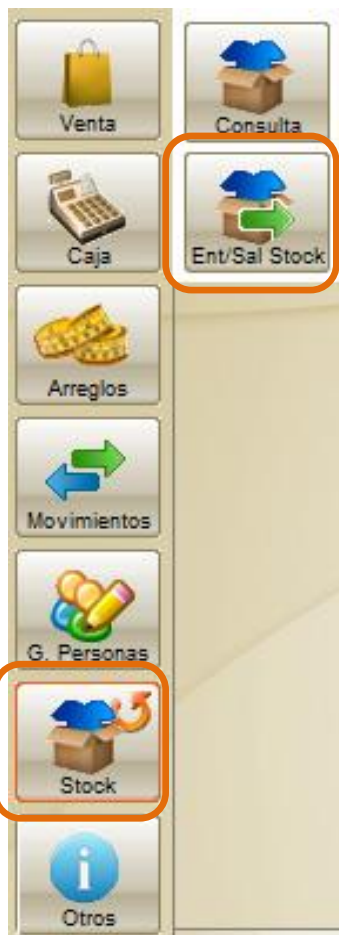 Venta
Caja
Arreglos
Movimientos
G. Personas
Stock
Otros
Consulta
Ent/Sal Stock